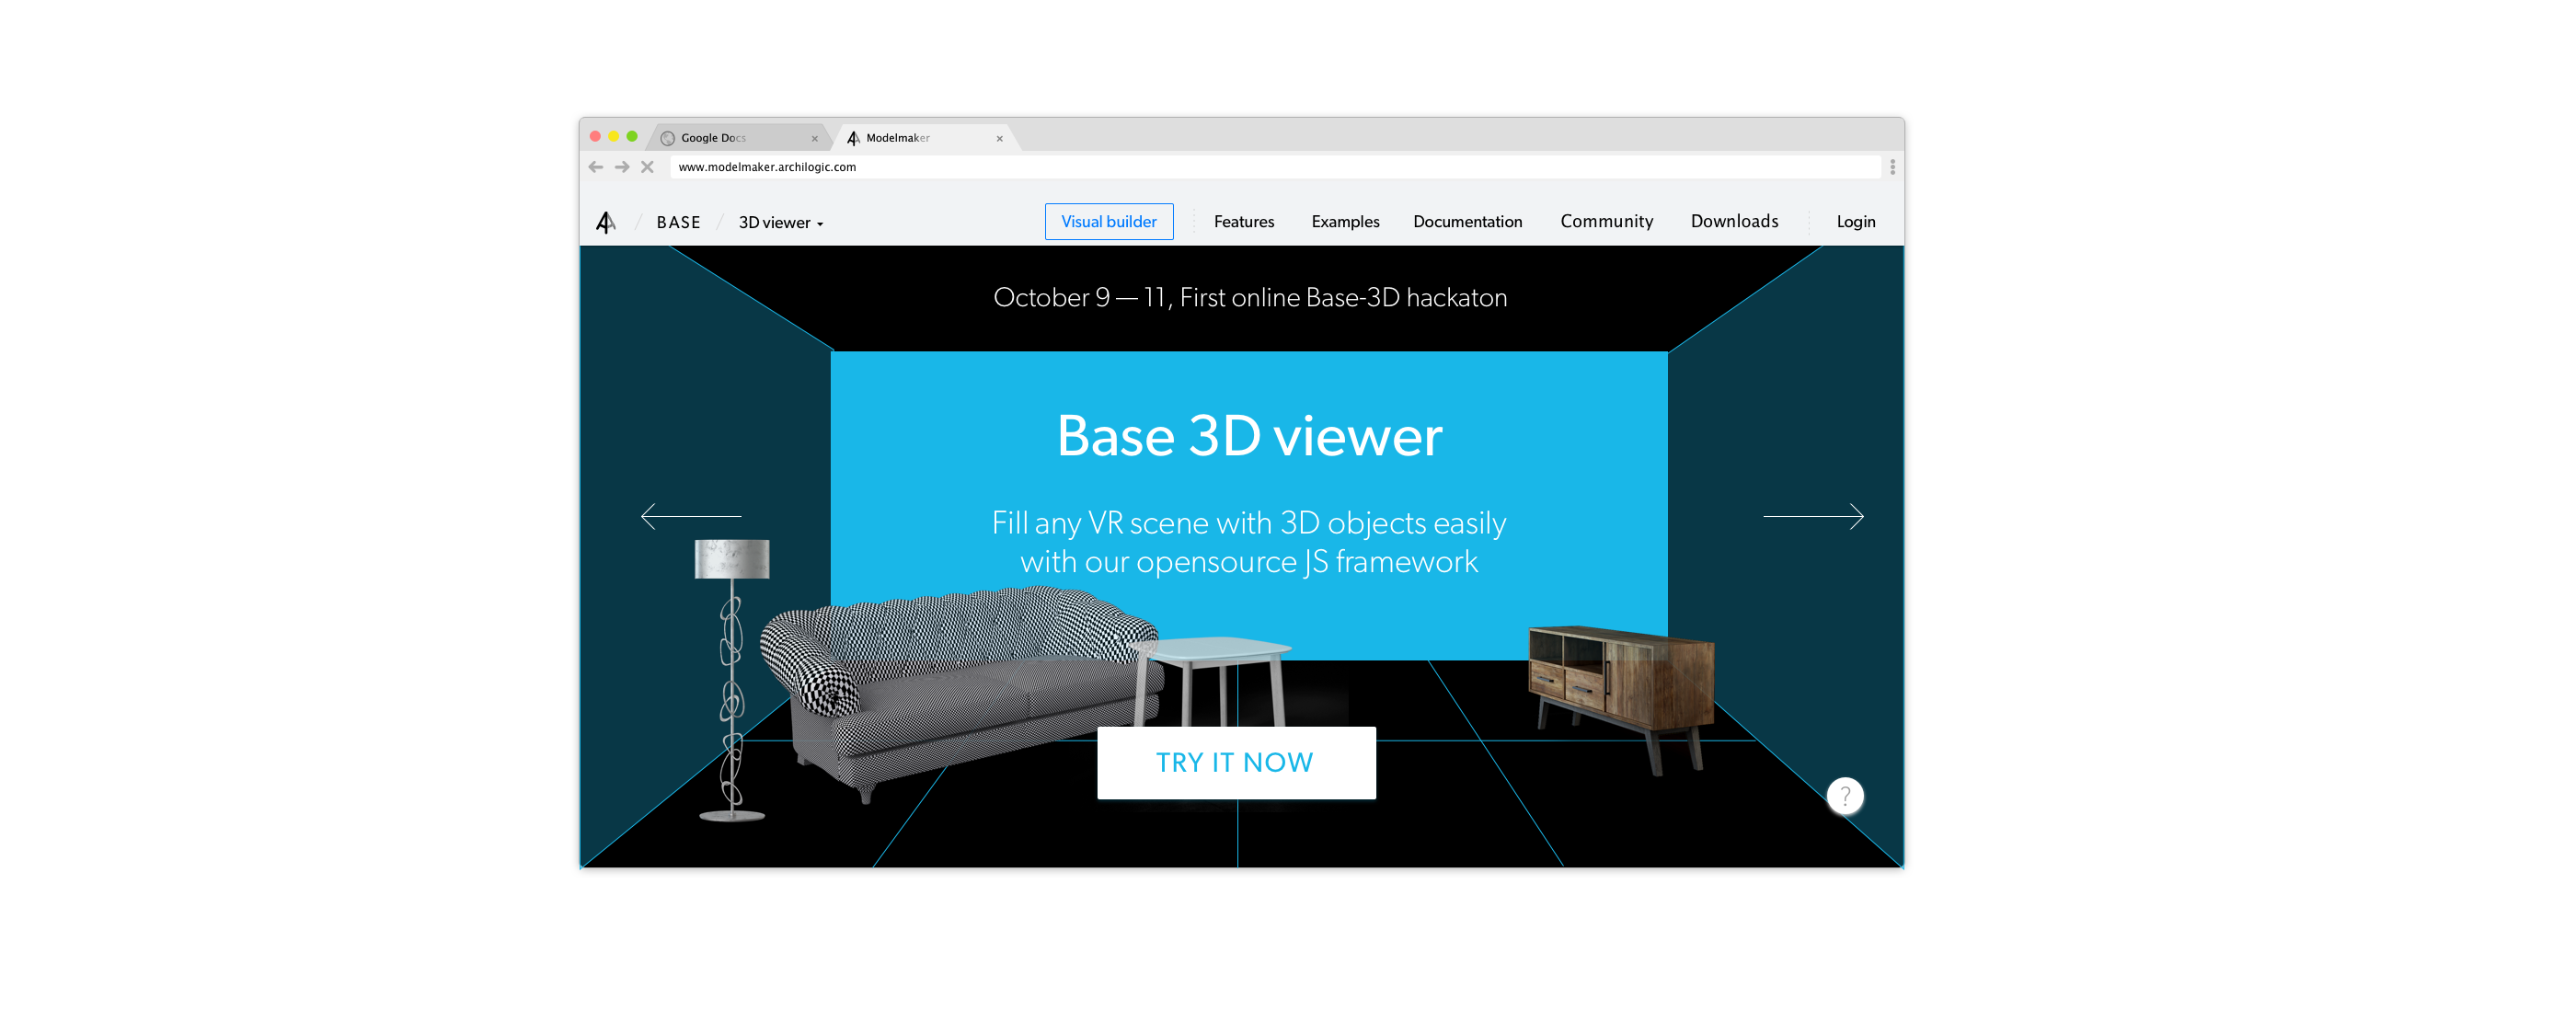 Google Docs
Modelmaker
www.modelmaker.archilogic.com
/ BASE / 3D viewer
Visual builder Features Examples Documentation Community Downloads Login
October 9 — 11, First online Base-3D hackaton
Base 3D viewer
Fill any VR scene with 3D objects easily
with our opensource JS framework
TRY IT NOW
?